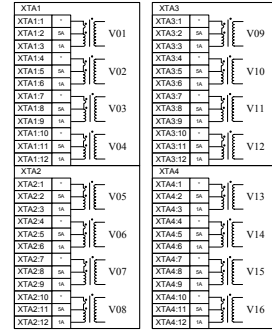 XTA1
XTA1:1 *
XTA1:2 5A V01
XTA1:3 1A
XTA1:4 *
XTA1:5 5A V02
XTA1:6 1A
XTA1:7 *
XTA1:8 5A V03
XTA1:9 1A
XTA1:10 *
XTA1:11 5A V04
XTA1:12 1A
XTA2
XTA2:1 *
XTA2:2 5A V05
XTA2:3 1A
XTA2:4 *
XTA2:5 5A V06
XTA2:6 1A
XTA2:7 *
XTA2:8 5A V07
XTA2:9 1A
XTA2:10 *
XTA2:11 5A V08
XTA2:12 1A
XTA3
XTA3:1 *
XTA3:2 5A V09
XTA3:3 1A
XTA3:4 *
XTA3:5 5A V10
XTA3:6 1A
XTA3:7 *
XTA3:8 5A V11
XTA3:9 1A
XTA3:10 *
XTA3:11 5A V12
XTA3:12 1A
XTA4
XTA4:1 *
XTA4:2 5A V13
XTA4:3 1A
XTA4:4 *
XTA4:5 5A V14
XTA4:6 1A
XTA4:7 *
XTA4:8 5A V15
XTA4:9 1A
XTA4:10 *
XTA4:11 5A V16
XTA4:12 1A